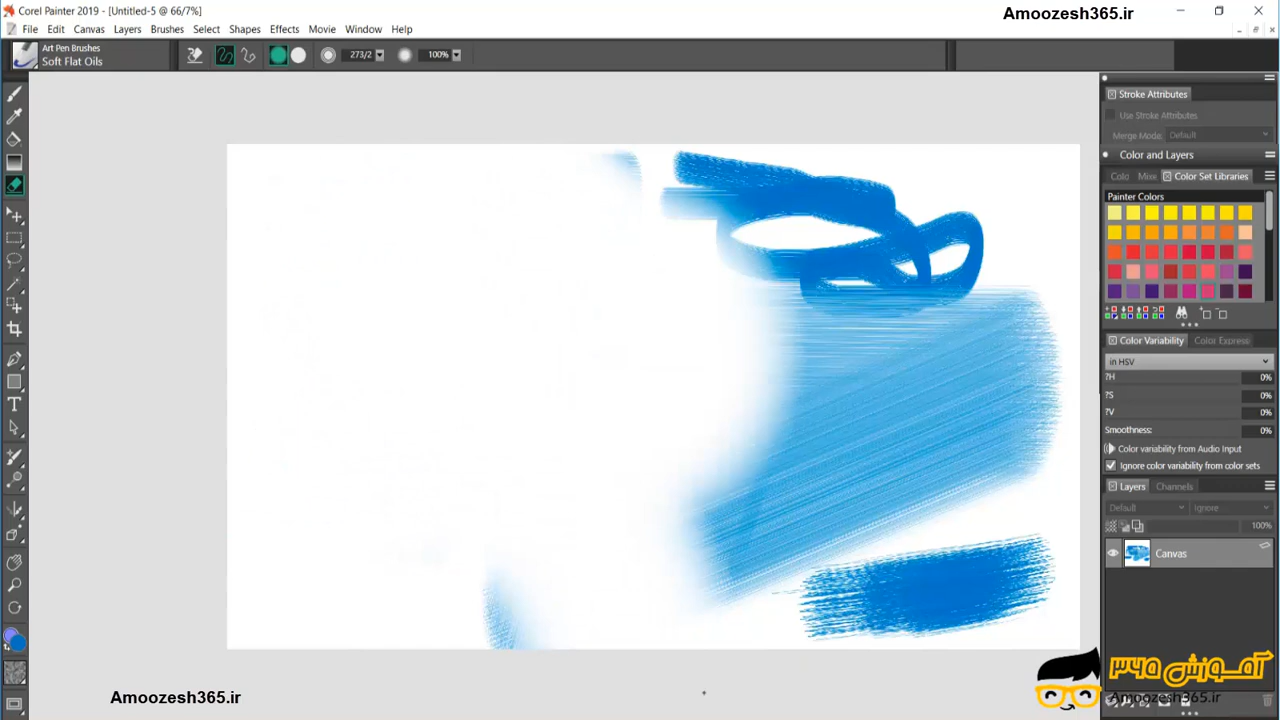 Corel Painter 2019 - [Untitled-5 @ 66/7%]
Amoozesh365.ir
File Edit Canvas Layers Brushes Select Shapes Effects Movie Window Help
Art Pen Brushes
Soft Flat Oils
273/2
100%
Stroke Attributes
Use Stroke Attributes
Merge Mode: Default
Color and Layers
Colo Mixe Color Set Libraries
Painter Colors
Color Variability Color Express
in HSV
?H 0%
?S 0%
?V 0%
Smoothness: 0%
Color variability from Audio Input
Ignore color variability from color sets
Layers Channels
Default Ignore
100%
Canvas
آموزش ۳۶۵
Amoozesh365.ir
Amoozesh365.ir